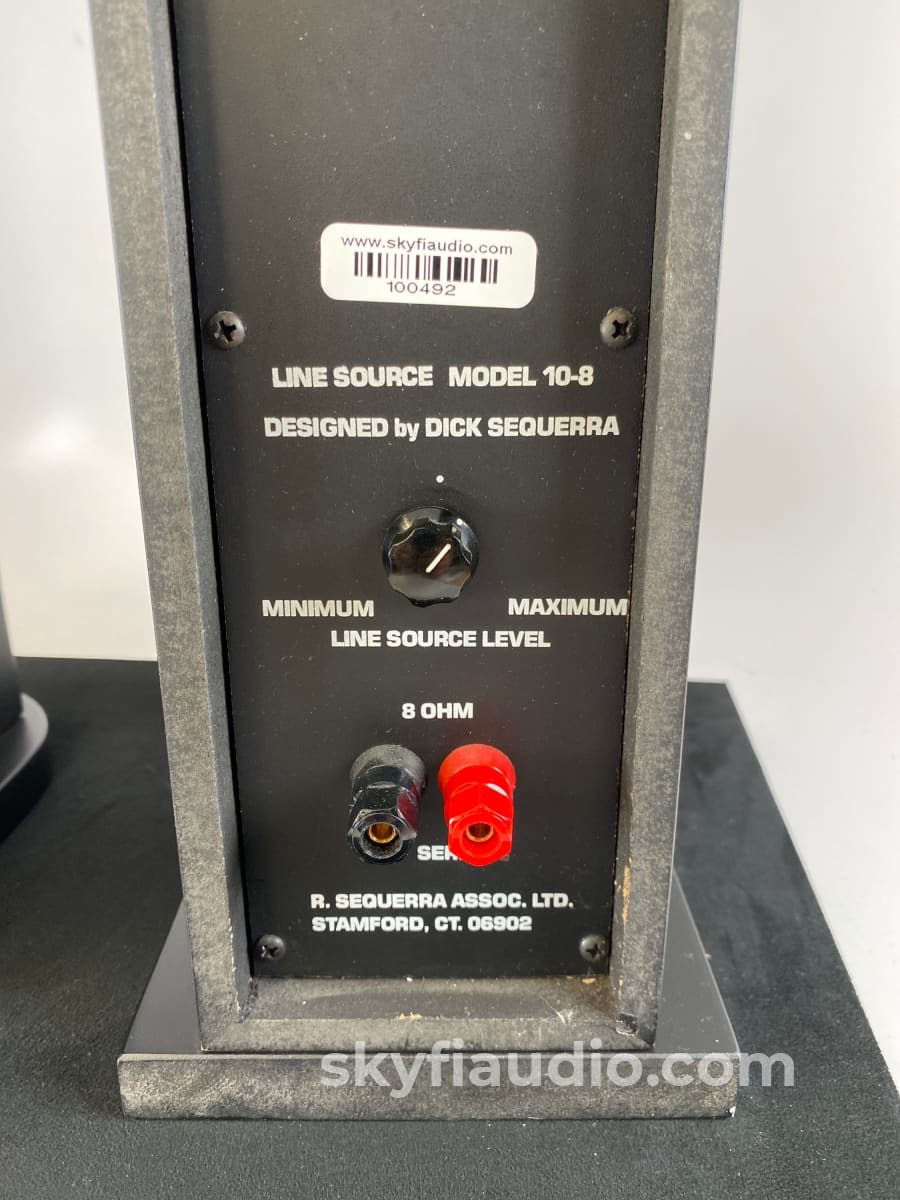 www.skyfiaudio.com
100492
LINE SOURCE MODEL 10-8
DESIGNED by DICK SEQUERRA
MINIMUM MAXIMUM
LINE SOURCE LEVEL
8 OHM
R. SEQUERRA ASSOC. LTD.
STAMFORD, CT. 06902
skyfiaudio.com